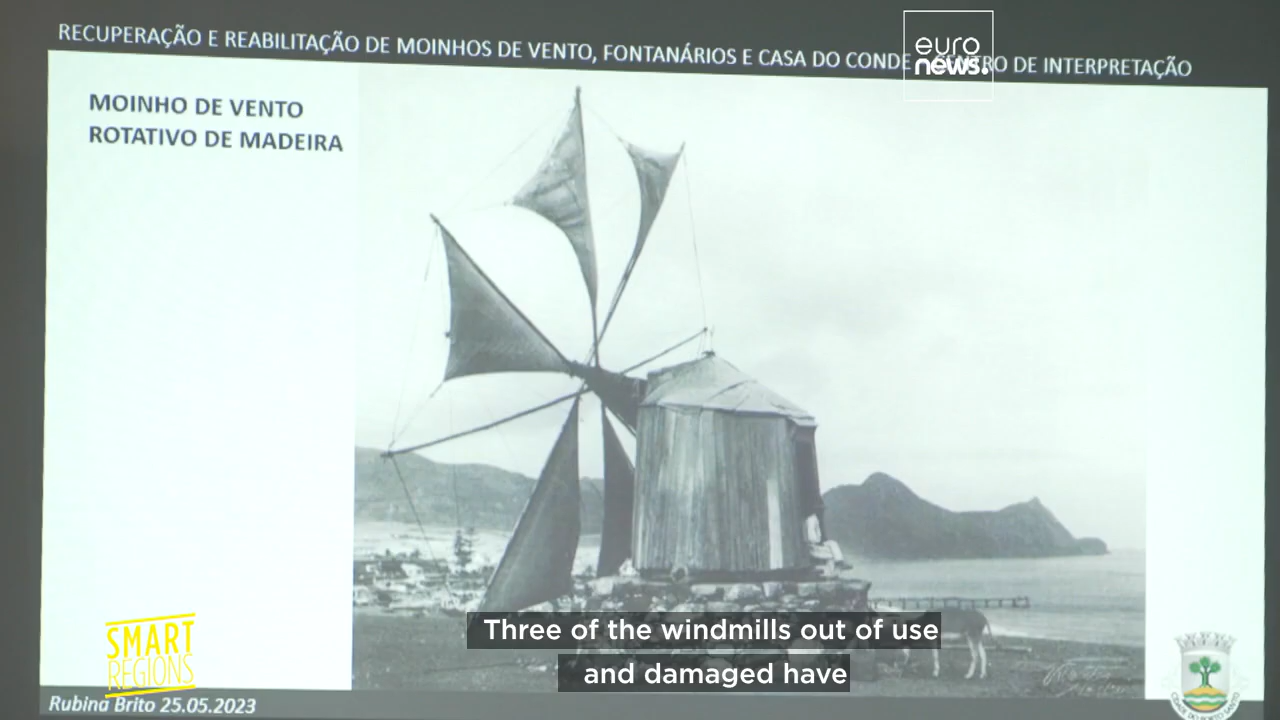 RECUPERAÇÃO E REABILITAÇÃO DE MOINHOS DE VENTO, FONTANÁRIOS E CASA DO CONDE DE INTERPRETAÇÃO
euro
news.
MOINHO DE VENTO
ROTATIVO DE MADEIRA
Three of the windmills out of use
and damaged have
SMART
REGIONS
Rubina Brito 25.05.2023